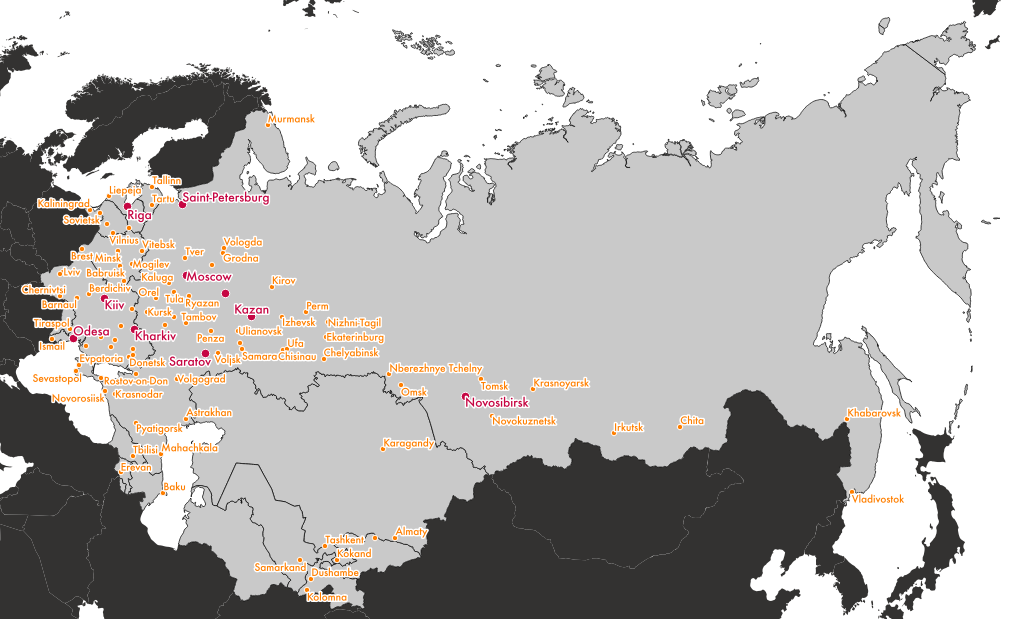 Murmansk
Tallinn
Liepeja
Tartu
Saint-Petersburg
Kaliningrad
Riga
Sovietsk
Vilnius
Vitebsk
Vologda
Brest
Minsk
Tver
Grodna
Magilev
Lviv
Babruisk
Kaluga
Moscow
Kirov
Chernivtsi
Berdichiv
Orel
Tula
Ryazan
Barnaul
Kiiv
Kursk
Kazan
Perm
Tambov
Izhevsk
Nizhni-Tagil
Tiraspol
Odesa
Kharkiv
Penza
Ulianovsk
Ekaterinburg
Ismail
Ufa
Evpatoria
Donetsk
Saratov
Voljsk
Samara
Chisinau
Chelyabinsk
Nberezhnye Tchelny
Sevastopol
Rostov-on-Don
Volgograd
Tomsk
Krasnoyarsk
Omsk
Novorosiisk
Krasnodar
Novosibirsk
Astrakhan
Novokuznetsk
Chita
Khabarovsk
Pyatigorsk
Irkutsk
Karagandy
Tbilisi
Mahachkala
Erevan
Baku
Vladivostok
Almaty
Tashkent
Kokand
Samarkand
Dushambe
Kolomna